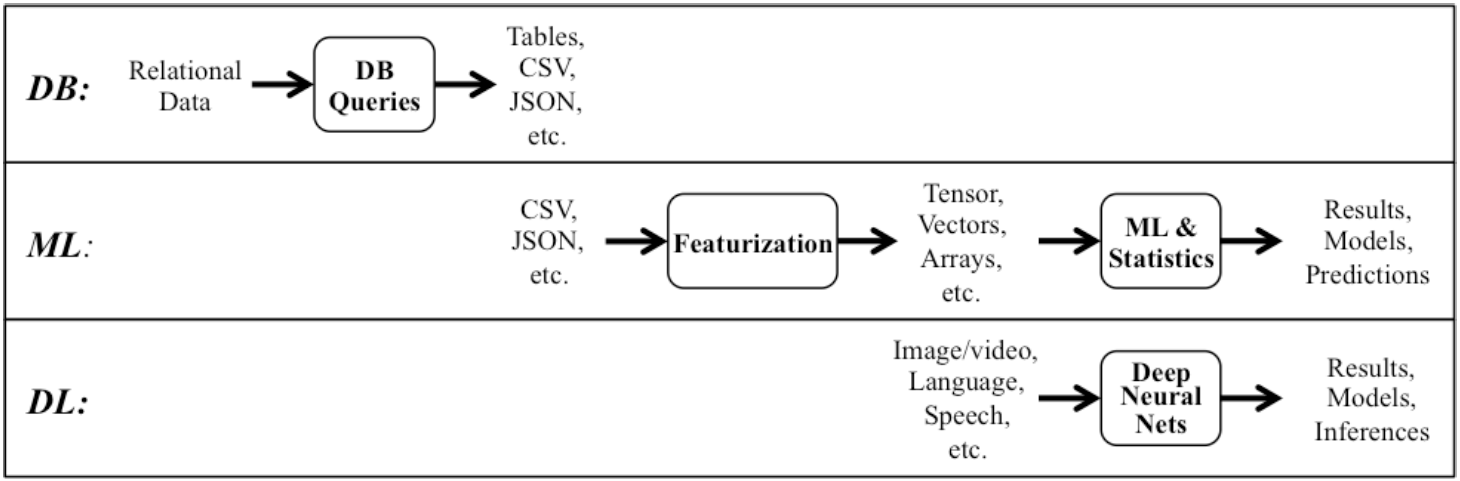 DB:
Relational
Data
DB
Queries
Tables,
CSV,
JSON,
etc.
ML:
CSV,
JSON,
etc.
Featurization
Tensor,
Vectors,
Arrays,
etc.
ML &
Statistics
Results,
Models,
Predictions
DL:
Image/video,
Language,
Speech,
etc.
Deep
Neural
Nets
Results,
Models,
Inferences